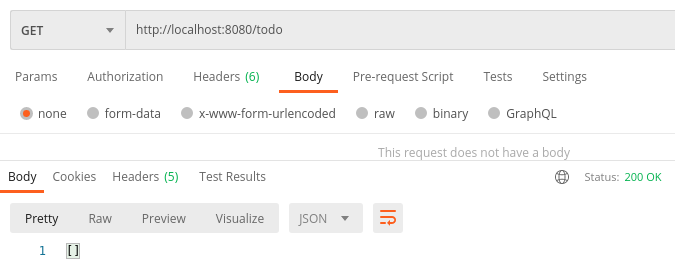 GET http://localhost:8080/todo
Params Authorization Headers (6) Body Pre-request Script Tests Settings
none form-data x-www-form-urlencoded raw binary GraphQL
This request does not have a body
Body Cookies Headers (5) Test Results Status: 200 OK
Pretty Raw Preview Visualize JSON
1 []